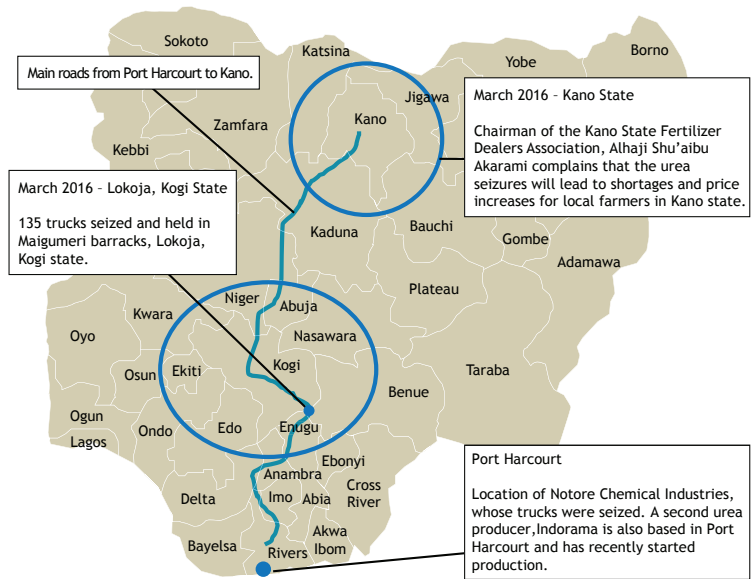 Sokoto
Katsina
Yobe
Borno
Main roads from Port Harcourt to Kano.
Jigawa
Kano
Zamfara
Kebbi
March 2016 – Kano State
Chairman of the Kano State Fertilizer
Dealers Association, Alhaji Shu’aibu
Akarami complains that the urea
seizures will lead to shortages and price
increases for local farmers in Kano state.
March 2016 – Lokoja, Kogi State
135 trucks seized and held in
Maigumeri barracks, Lokoja,
Kogi state.
Kaduna
Bauchi
Gombe
Adamawa
Plateau
Niger
Abuja
Kwara
Nasawara
Oyo
Osun
Ekiti
Kogi
Taraba
Benue
Ogun
Lagos
Ondo
Edo
Enugu
Ebonyi
Anambra
Delta
Imo
Abia
Cross
River
Akwa
Ibom
Bayelsa
Rivers
Port Harcourt
Location of Notore Chemical Industries,
whose trucks were seized. A second urea
producer,Indorama is also based in Port
Harcourt and has recently started
production.